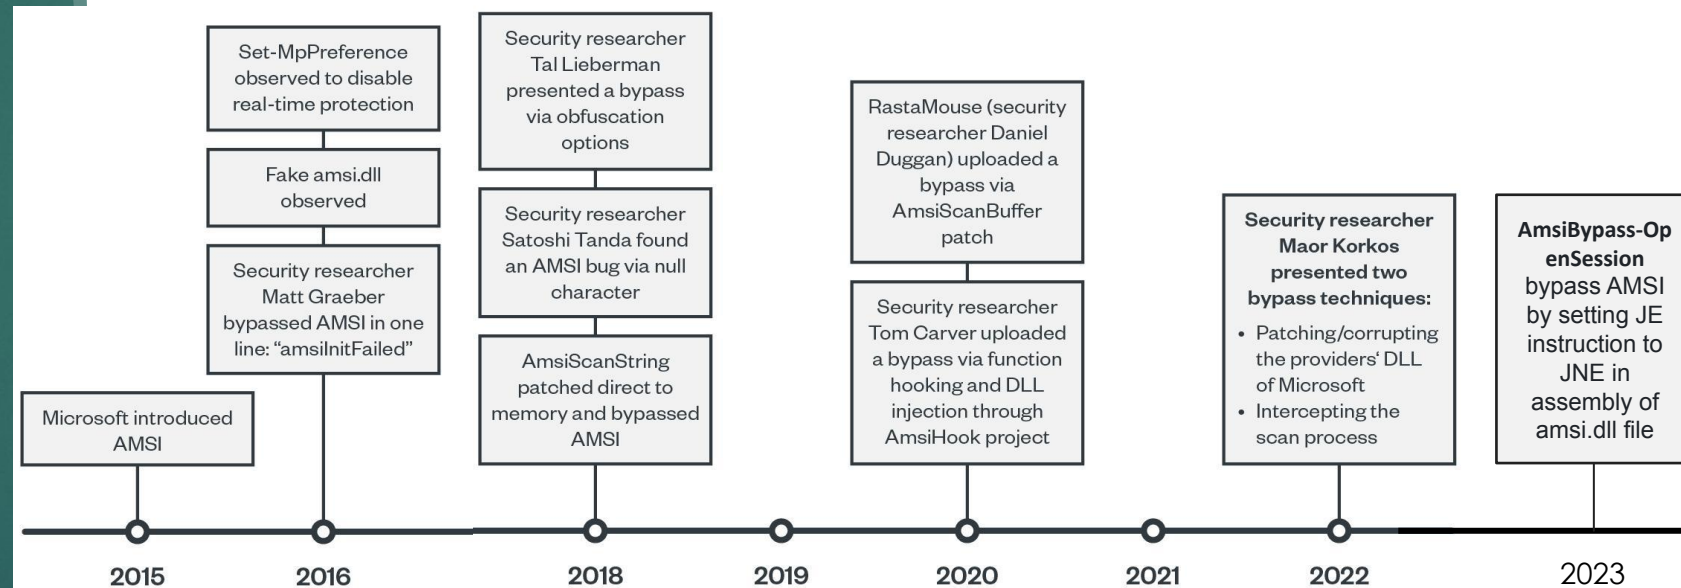 Microsoft introduced
AMSI
Set-MpPreference
observed to disable
real-time protection
Fake amsi.dll
observed
Security researcher
Matt Graeber
bypassed AMSI in one
line: “amsiInitFailed”
Security researcher
Tal Lieberman
presented a bypass
via obfuscation
options
Security researcher
Satoshi Tanda found
an AMSI bug via null
character
AmsiScanString
patched direct to
memory and bypassed
AMSI
RastaMouse (security
researcher Daniel
Duggan) uploaded a
bypass via
AmsiScanBuffer
patch
Security researcher
Tom Carver uploaded
a bypass via function
hooking and DLL
injection through
AmsiHook project
Security researcher
Maor Korkos
presented two
bypass techniques:
• Patching/corrupting
the providers‘ DLL
of Microsoft
• Intercepting the
scan process
AmsiBypass-Op
enSession
bypass AMSI
by setting JE
instruction to
JNE in
assembly of
amsi.dll file
2015 2016 2018 2019 2020 2021 2022 2023